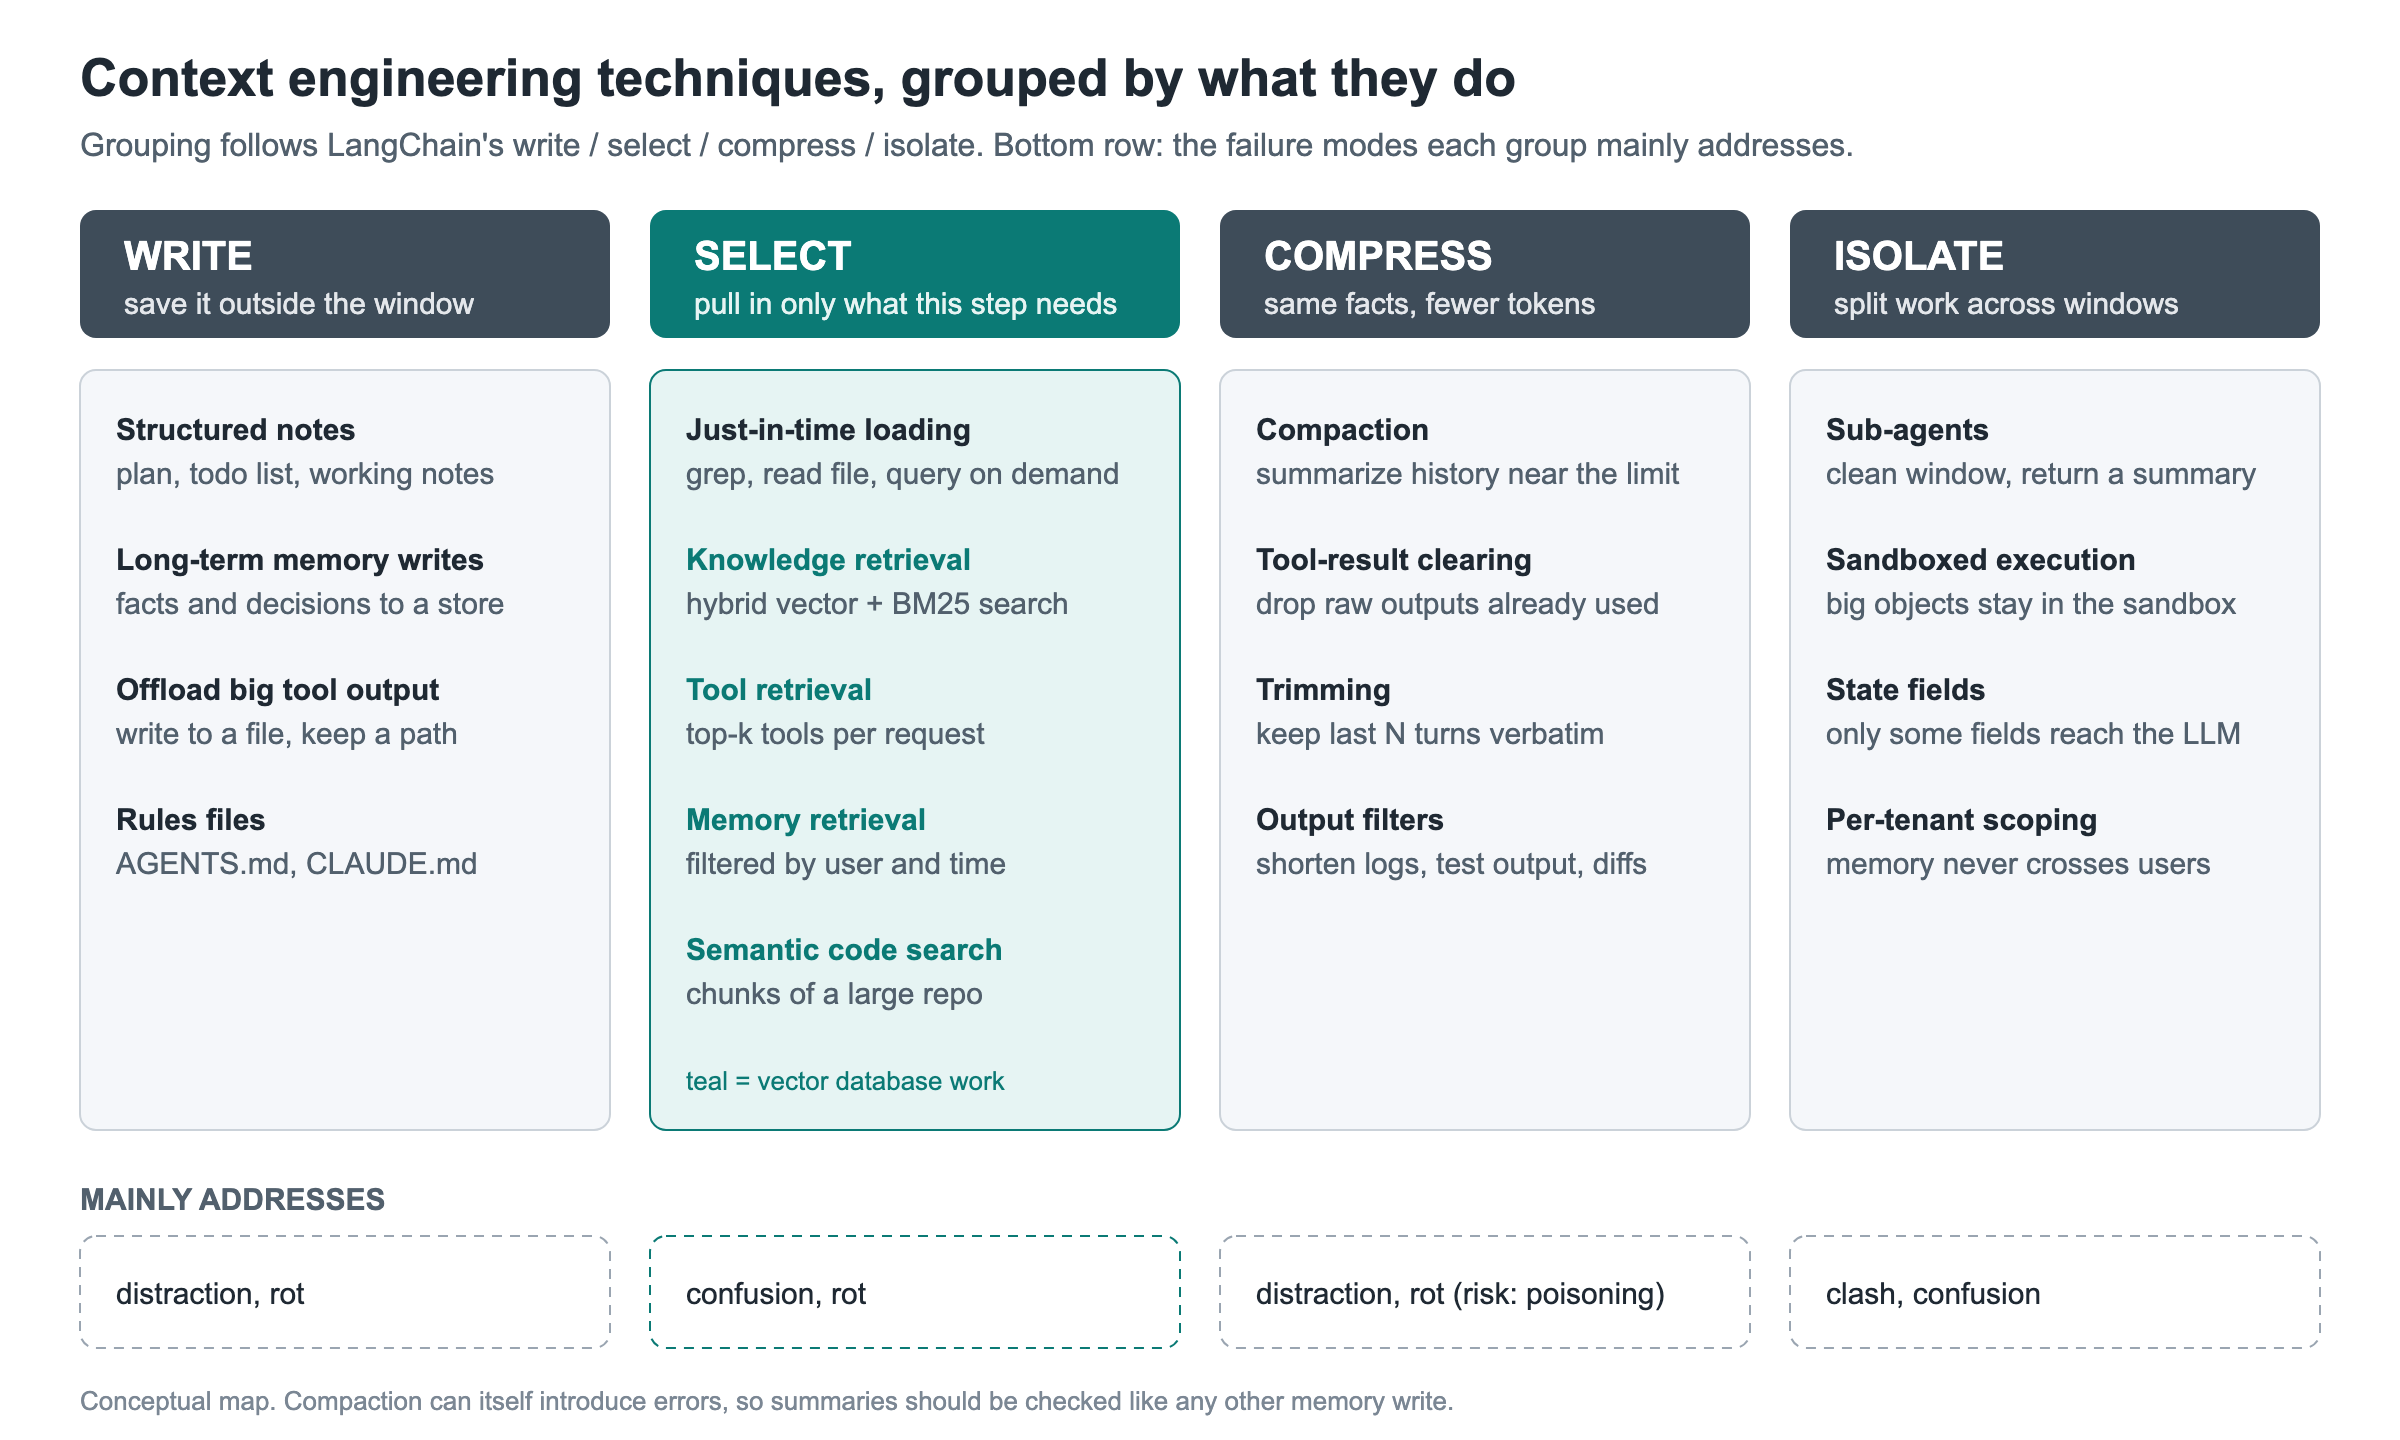 Context engineering techniques, grouped by what they do
Grouping follows LangChain's write / select / compress / isolate. Bottom row: the failure modes each group mainly addresses.
WRITE
save it outside the window
Structured notes
plan, todo list, working notes
Long-term memory writes
facts and decisions to a store
Offload big tool output
write to a file, keep a path
Rules files
AGENTS.md, CLAUDE.md
SELECT
pull in only what this step needs
Just-in-time loading
grep, read file, query on demand
Knowledge retrieval
hybrid vector + BM25 search
Tool retrieval
top-k tools per request
Memory retrieval
filtered by user and time
Semantic code search
chunks of a large repo
teal = vector database work
COMPRESS
same facts, fewer tokens
Compaction
summarize history near the limit
Tool-result clearing
drop raw outputs already used
Trimming
keep last N turns verbatim
Output filters
shorten logs, test output, diffs
ISOLATE
split work across windows
Sub-agents
clean window, return a summary
Sandboxed execution
big objects stay in the sandbox
State fields
only some fields reach the LLM
Per-tenant scoping
memory never crosses users
MAINLY ADDRESSES
distraction, rot
confusion, rot
distraction, rot (risk: poisoning)
clash, confusion
Conceptual map. Compaction can itself introduce errors, so summaries should be checked like any other memory write.